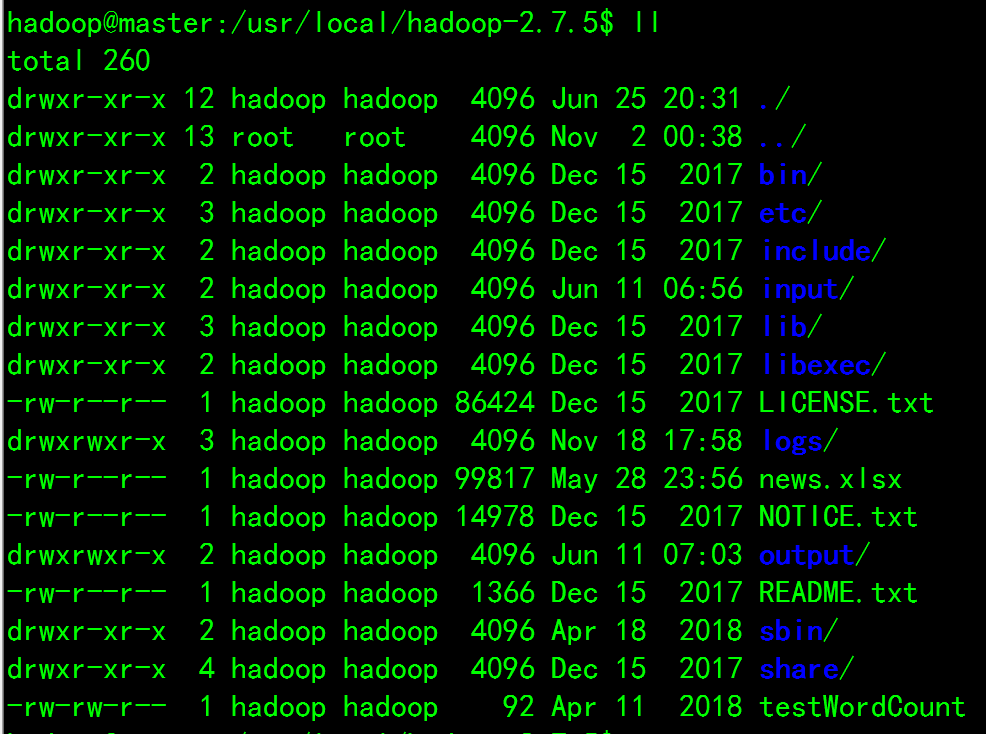 hadoop@master:/usr/local/hadoop-2.7.5$ ll
total 260
drwxr-xr-x 12 hadoop hadoop  4096 Jun 25 20:31 ./
drwxr-xr-x 13 root   root    4096 Nov  2 00:38 ../
drwxr-xr-x  2 hadoop hadoop  4096 Dec 15  2017 bin/
drwxr-xr-x  3 hadoop hadoop  4096 Dec 15  2017 etc/
drwxr-xr-x  2 hadoop hadoop  4096 Dec 15  2017 include/
drwxr-xr-x  2 hadoop hadoop  4096 Jun 11 06:56 input/
drwxr-xr-x  3 hadoop hadoop  4096 Dec 15  2017 lib/
drwxr-xr-x  2 hadoop hadoop  4096 Dec 15  2017 libexec/
-rw-r--r--  1 hadoop hadoop 86424 Dec 15  2017 LICENSE.txt
drwxrwxr-x  3 hadoop hadoop  4096 Nov 18 17:58 logs/
-rw-r--r--  1 hadoop hadoop 99817 May 28 23:56 news.xlsx
-rw-r--r--  1 hadoop hadoop 14978 Dec 15  2017 NOTICE.txt
drwxrwxr-x  2 hadoop hadoop  4096 Jun 11 07:03 output/
-rw-r--r--  1 hadoop hadoop  1366 Dec 15  2017 README.txt
drwxr-xr-x  2 hadoop hadoop  4096 Apr 18  2018 sbin/
drwxr-xr-x  4 hadoop hadoop  4096 Dec 15  2017 share/
-rw-rw-r--  1 hadoop hadoop    92 Apr 11  2018 testWordCount